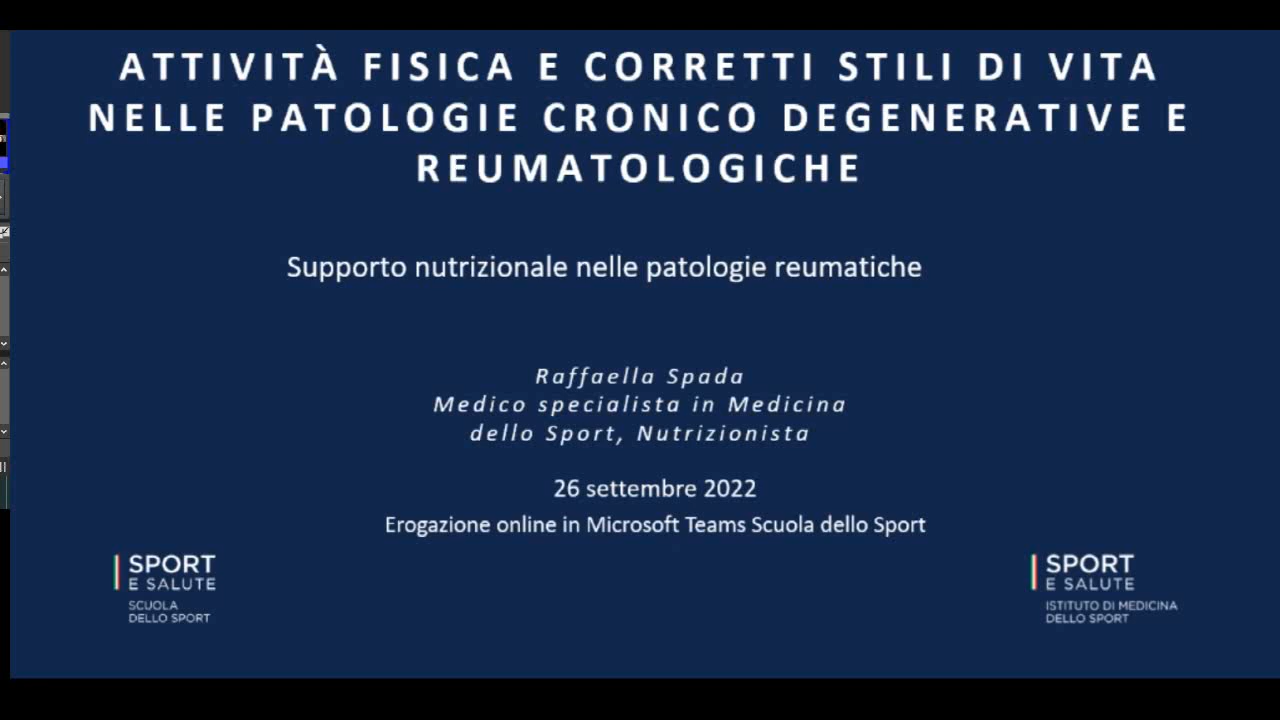 ATTIVITÀ FISICA E CORRETTI STILI DI VITA
NELLE PATOLOGIE CRONICO DEGENERATIVE E
REUMATOLOGICHE
Supporto nutrizionale nelle patologie reumatiche
Raffaella Spada
Medico specialista in Medicina
dello Sport, Nutrizionista
26 settembre 2022
Erogazione online in Microsoft Teams Scuola dello Sport
SPORT
E SALUTE
SCUOLA
DELLO SPORT
SPORT
E SALUTE
ISTITUTO DI MEDICINA
DELLO SPORT